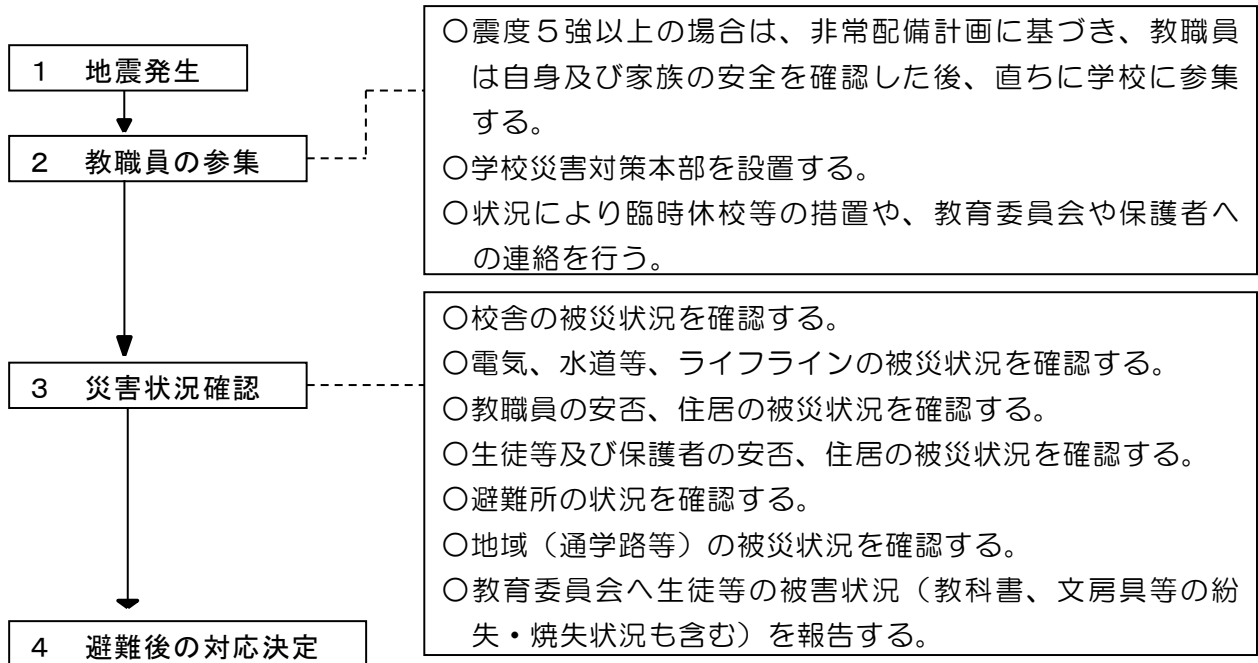 １　地震発生
２　教職員の参集
〇震度５強以上の場合は、非常配備計画に基づき、教職員
は自身及び家族の安全を確認した後、直ちに学校に参集
する。
〇学校災害対策本部を設置する。
〇状況により臨時休校等の措置や、教育委員会や保護者へ
の連絡を行う。
３　災害状況確認
〇校舎の被災状況を確認する。
〇電気、水道等、ライフラインの被災状況を確認する。
〇教職員の安否、住居の被災状況を確認する。
〇生徒等及び保護者の安否、住居の被災状況を確認する。
〇避難所の状況を確認する。
〇地域（通学路等）の被災状況を確認する。
〇教育委員会へ生徒等の被害状況（教科書、文房具等の紛
失・焼失状況も含む）を報告する。
４　避難後の対応決定